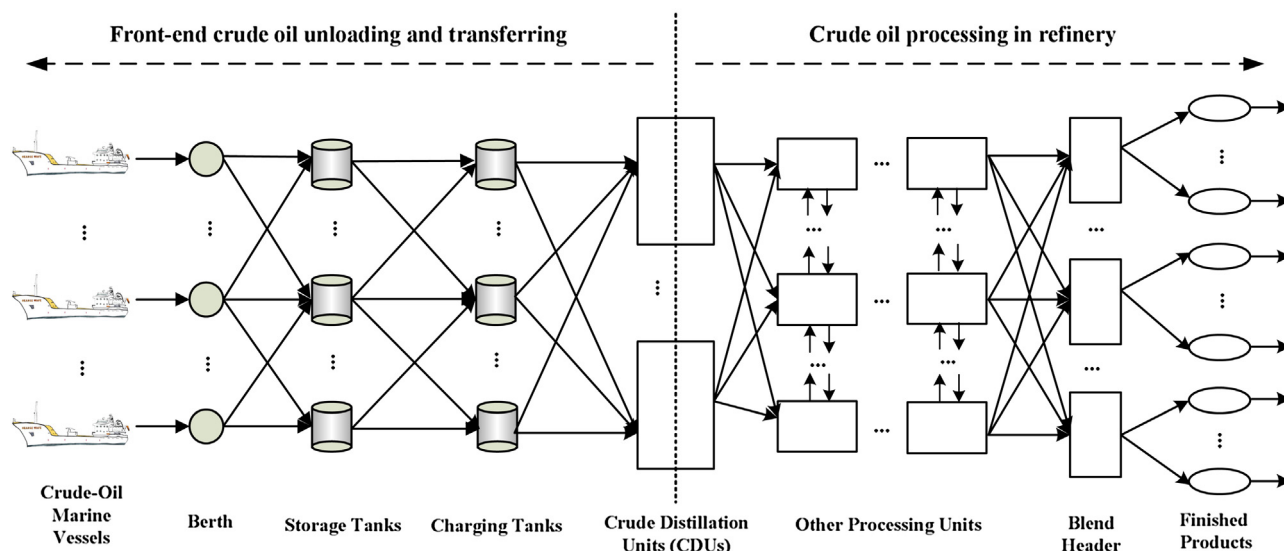 Front-end crude oil unloading and transferring
Crude oil processing in refinery
Crude-Oil
Marine
Vessels
Berth
Storage Tanks
Charging Tanks
Crude Distillation
Units (CDUs)
Other Processing Units
Blend
Header
Finished
Products